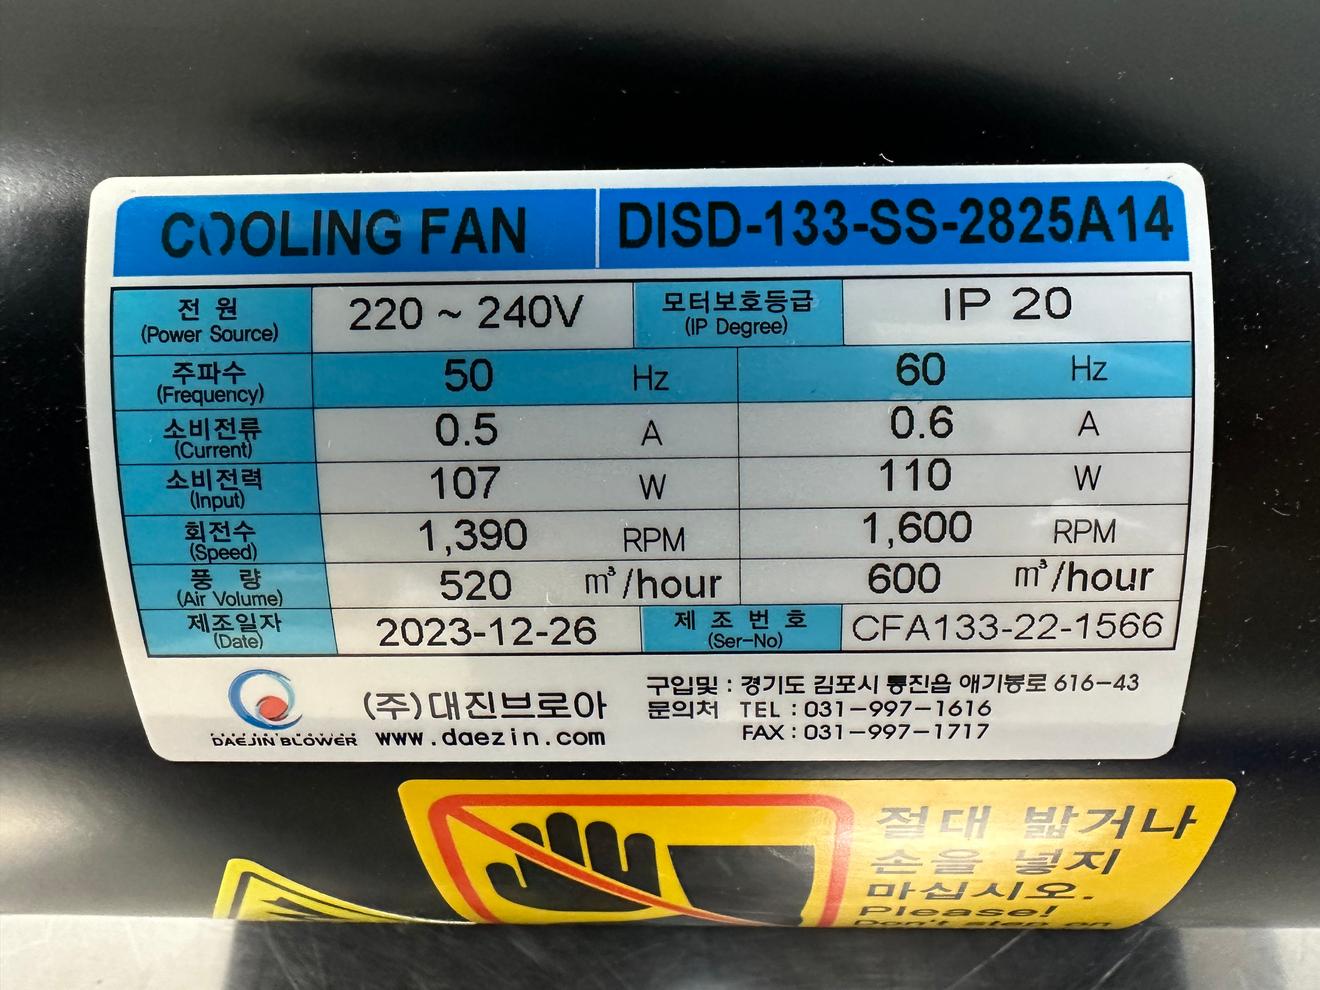 COOLING FAN DISD-133-SS-2825A14
전 원 220 ~ 240V 모터보호등급 IP 20
(Power Source) (IP Degree)
주파수 50 Hz 60 Hz
(Frequency)
소비전류 0.5 A 0.6 A
(Current)
소비전력 107 W 110 W
(Input)
회전수 1,390 RPM 1,600 RPM
(Speed)
풍 량 520 m³/hour 600 m³/hour
(Air Volume)
제조일자 2023-12-26 제 조 번 호 CFA133-22-1566
(Date) (Ser-No)
DAEJIN BLOWER
(주)대진브로아
www.daezin.com
구입및 : 경기도 김포시 통진읍 애기봉로 616-43
문의처 TEL : 031-997-1616
FAX : 031-997-1717
절대 밟거나
손을 넣지
마십시오.
Please!
Don't step on